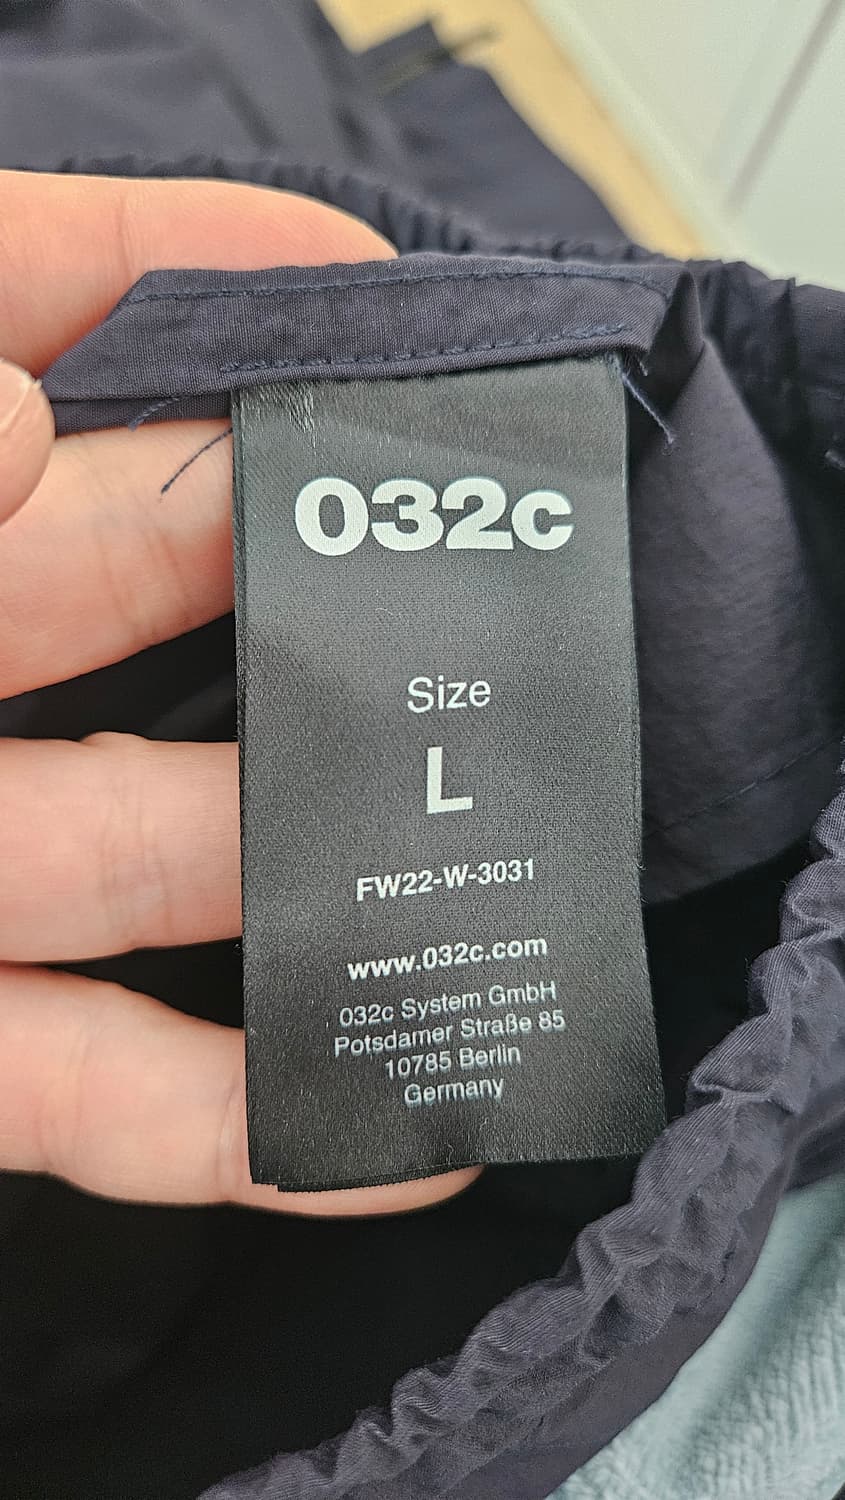 032c
Size
L
FW22-W-3031
www.032c.com
032c System GmbH
Potsdamer Straße 85
10785 Berlin
Germany